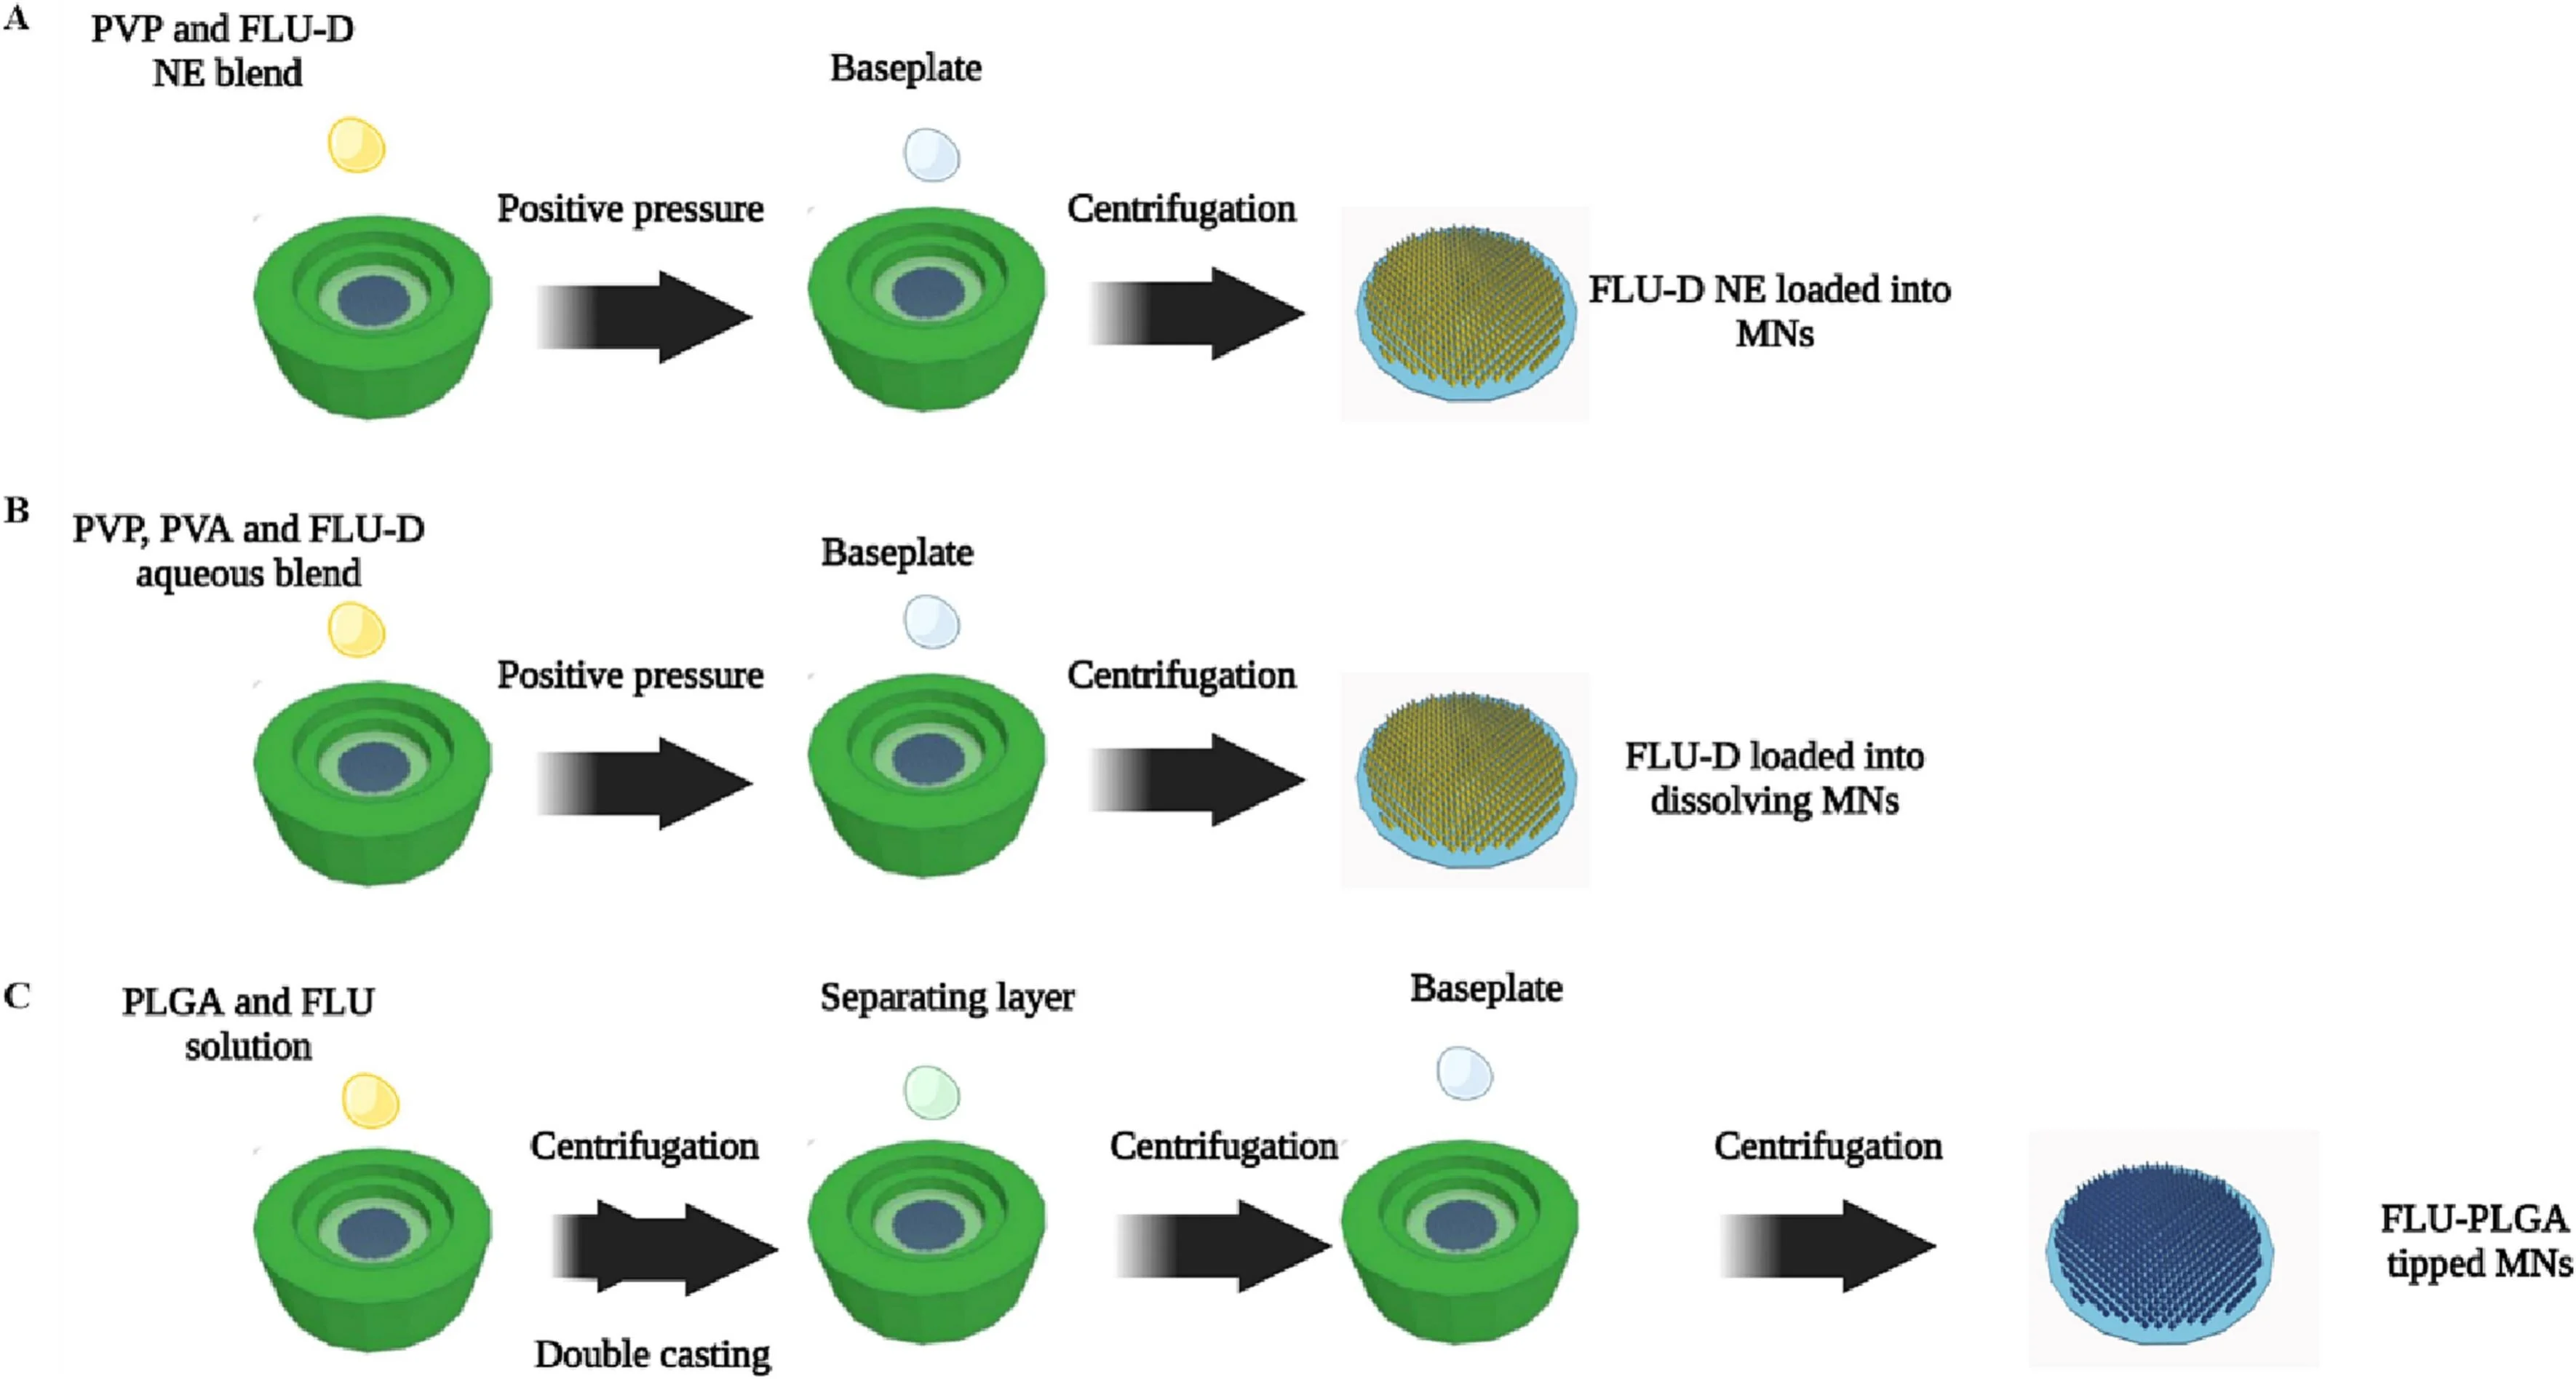 A
PVP and FLU-D
NE blend
Baseplate
Positive pressure
Centrifugation
FLU-D NE loaded into
MNs
B
PVP, PVA and FLU-D
aqueous blend
Baseplate
Positive pressure
Centrifugation
FLU-D loaded into
dissolving MNs
C
PLGA and FLU
solution
Separating layer
Baseplate
Centrifugation
Centrifugation
Centrifugation
FLU-PLGA
tipped MNs
Double casting